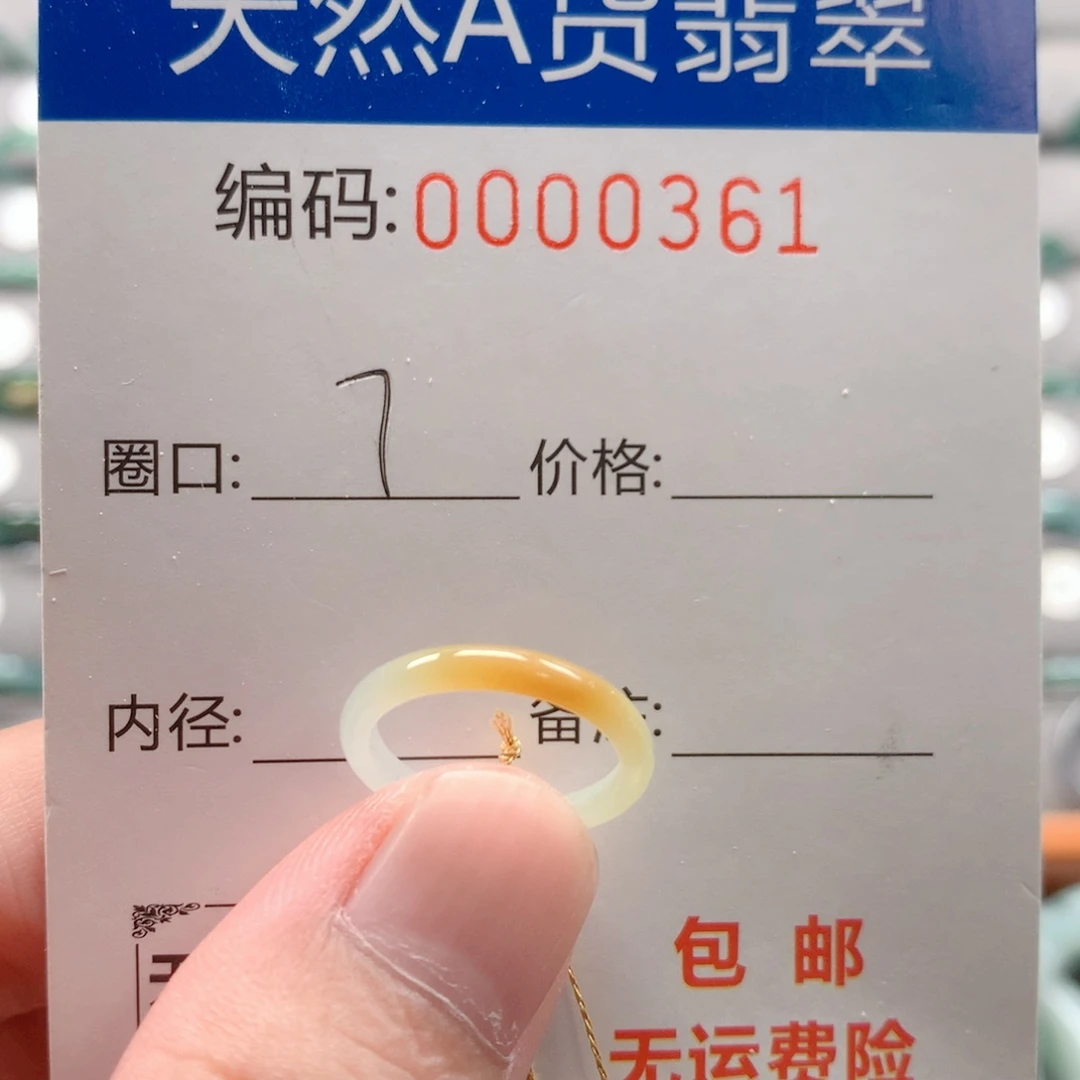 天然A货翡翠
编码:0000361
圈口: 7 价格:
内径: 备注:
包 邮
无运费险